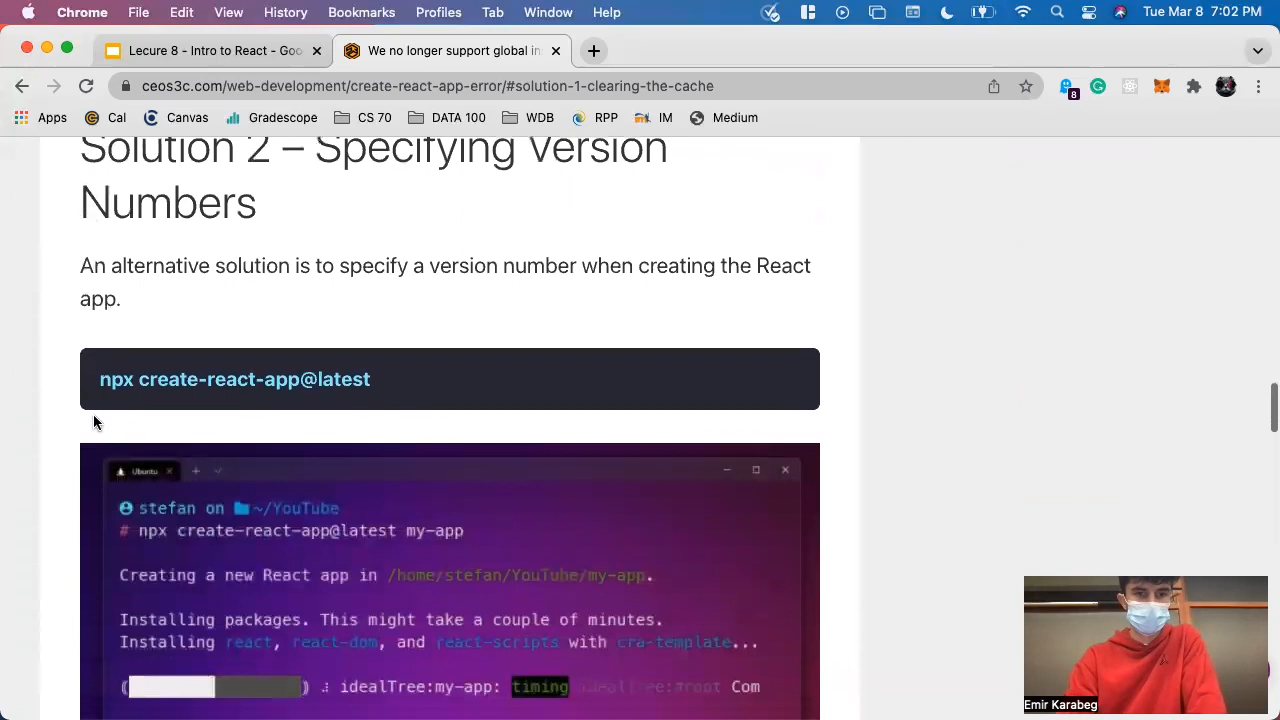 Chrome File Edit View History Bookmarks Profiles Tab Window Help Tue Mar 8 7:02 PM
Lecure 8 - Intro to React - Goo
We no longer support global in
ceos3c.com/web-development/create-react-app-error/#solution-1-clearing-the-cache
8
Apps Cal Canvas Gradescope CS 70 DATA 100 WDB RPP IM Medium
Solution 2 – Specifying Version
Numbers
An alternative solution is to specify a version number when creating the React
app.
npx create-react-app@latest
Ubuntu
stefan on ~/YouTube
# npx create-react-app@latest my-app
Creating a new React app in /home/stefan/YouTube/my-app.
Installing packages. This might take a couple of minutes.
Installing react, react-dom, and react-scripts with cra-template...
( ) ⠸ idealTree:my-app: timing idealTree:#root Com
Emir Karabeg